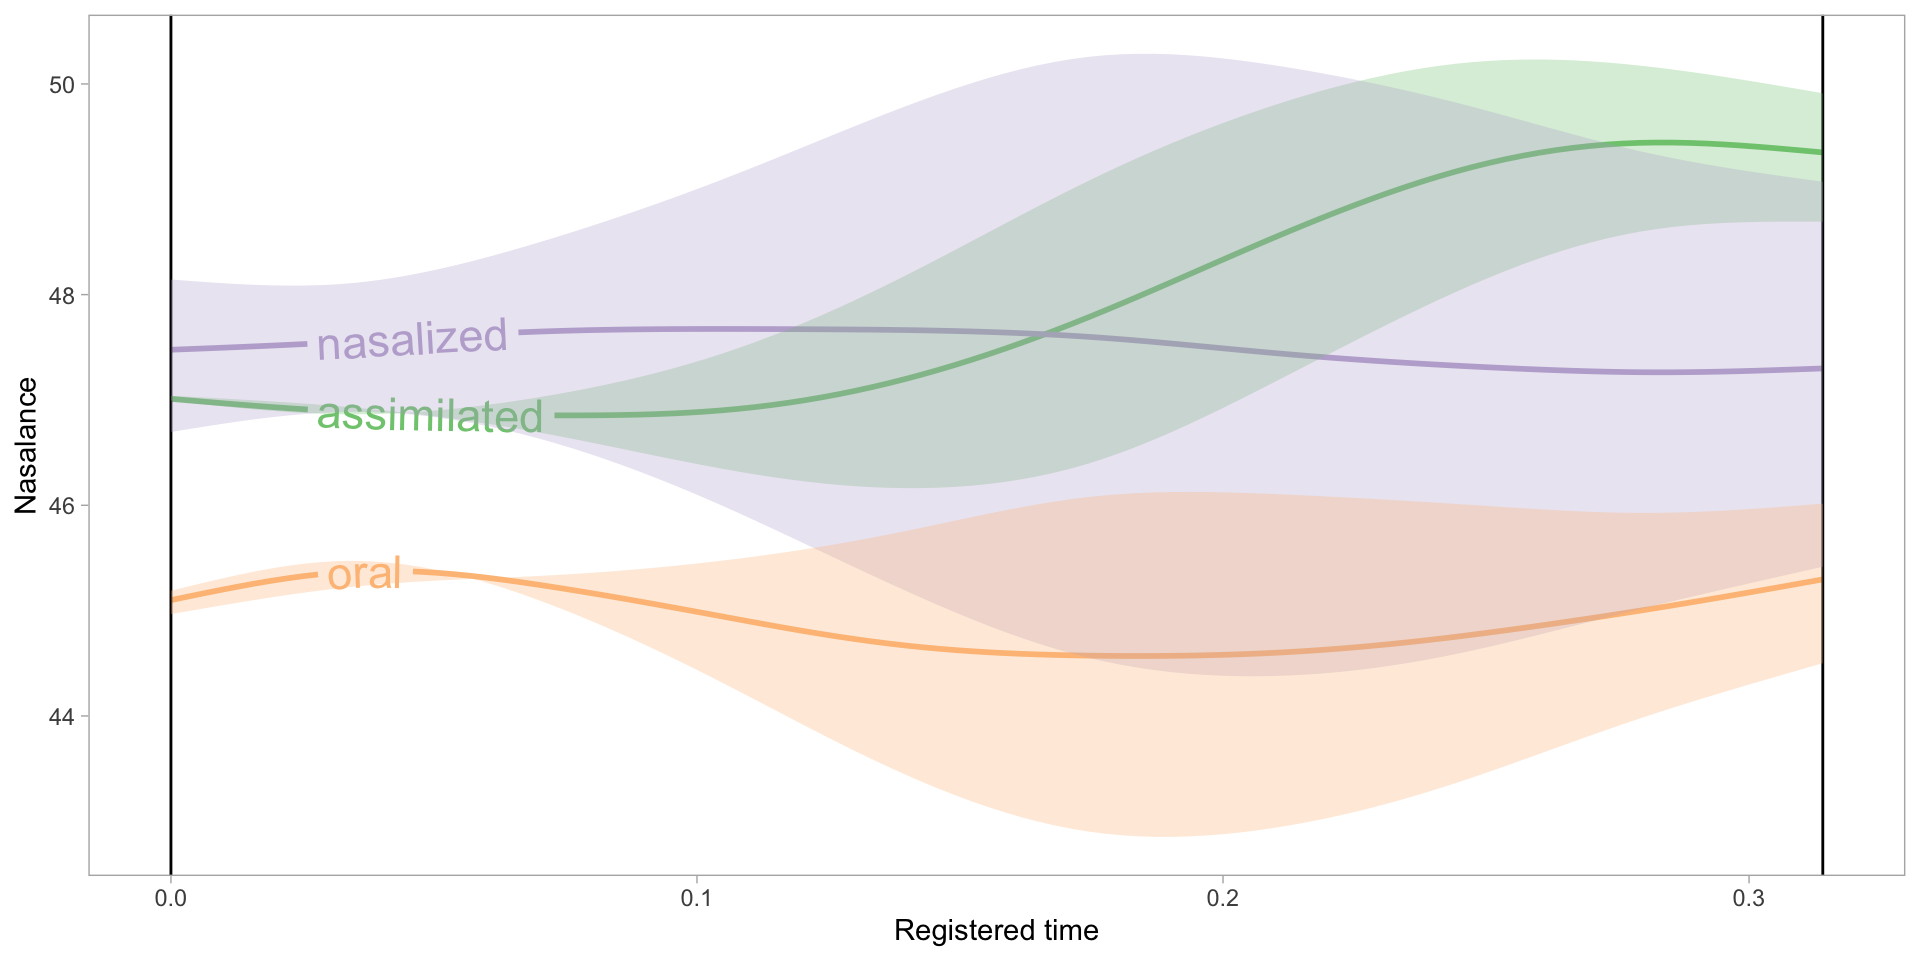 50
48
46
44
Nasalance
nasalized
assimilated
oral
0.0 0.1 0.2 0.3
Registered time